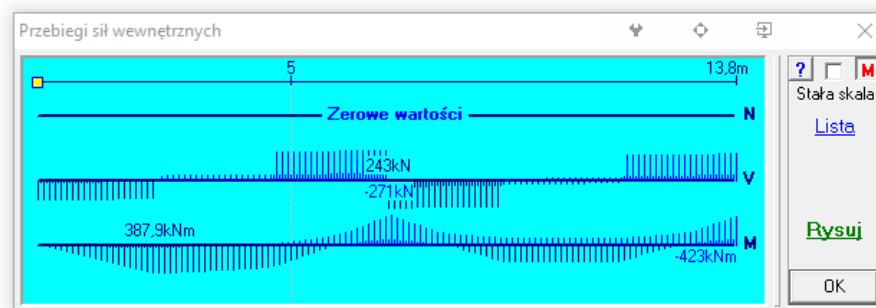 Przebiegi sił wewnętrznych
5
13,8m
?
M
Stała skala
Zerowe wartości
N
Lista
243kN
V
-271kN
387,9kNm
M
-423kNm
Rysuj
OK